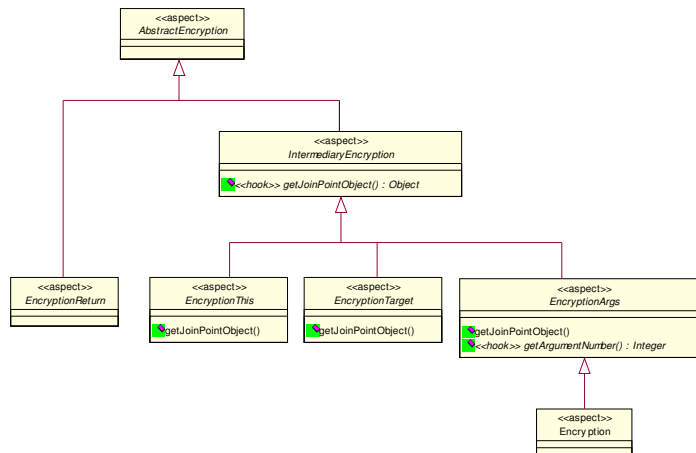 <<aspect>>
AbstractEncryption
<<aspect>>
IntermediaryEncryption
<<hook>> getJoinPointObject() : Object
<<aspect>>
EncryptionReturn
<<aspect>>
EncryptionThis
getJoinPointObject()
<<aspect>>
EncryptionTarget
getJoinPointObject()
<<aspect>>
EncryptionArgs
getJoinPointObject()
<<hook>> getArgumentNumber() : Integer
<<aspect>>
Encryption